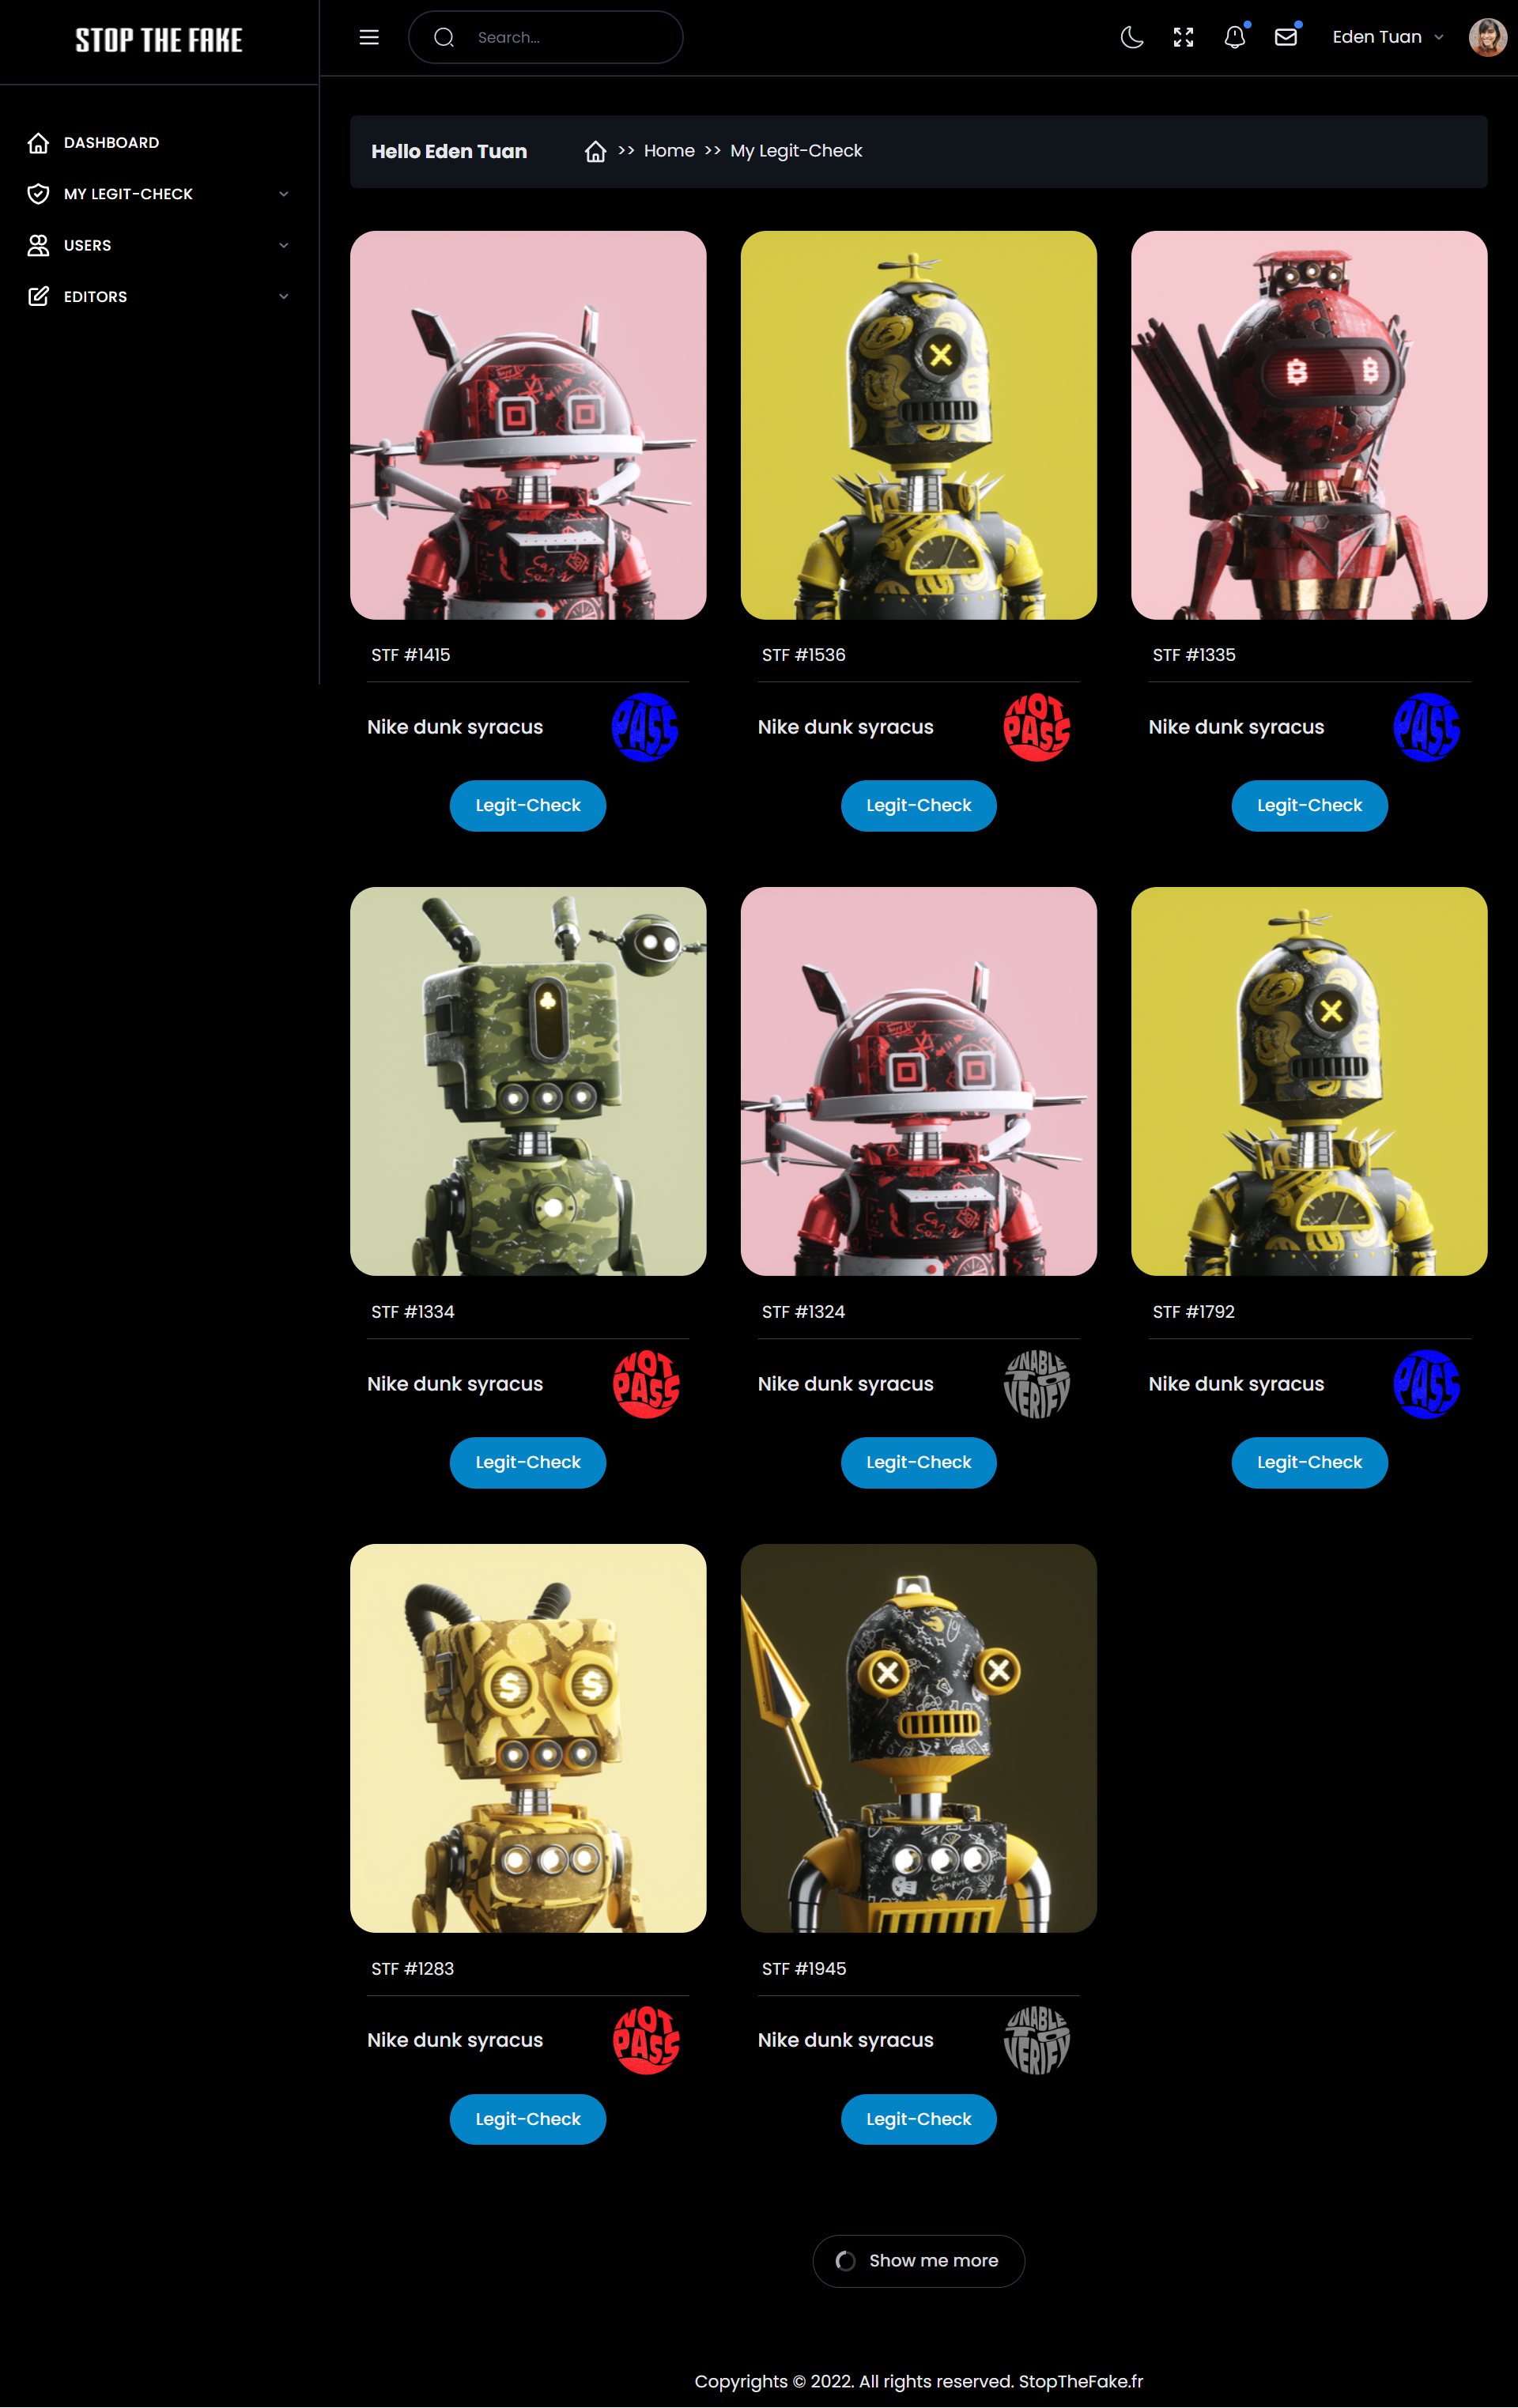 STOP THE FAKE
Search...
Eden Tuan
DASHBOARD
MY LEGIT-CHECK
USERS
EDITORS
Hello Eden Tuan
>> Home >> My Legit-Check
STF #1415
Nike dunk syracus
PASS
Legit-Check
STF #1536
Nike dunk syracus
NOT
PASS
Legit-Check
STF #1335
Nike dunk syracus
PASS
Legit-Check
STF #1334
Nike dunk syracus
NOT
PASS
Legit-Check
STF #1324
Nike dunk syracus
UNABLE
TO
VERIFY
Legit-Check
STF #1792
Nike dunk syracus
PASS
Legit-Check
STF #1283
Nike dunk syracus
NOT
PASS
Legit-Check
STF #1945
Nike dunk syracus
UNABLE
TO
VERIFY
Legit-Check
Show me more
Copyrights © 2022. All rights reserved. StopTheFake.fr